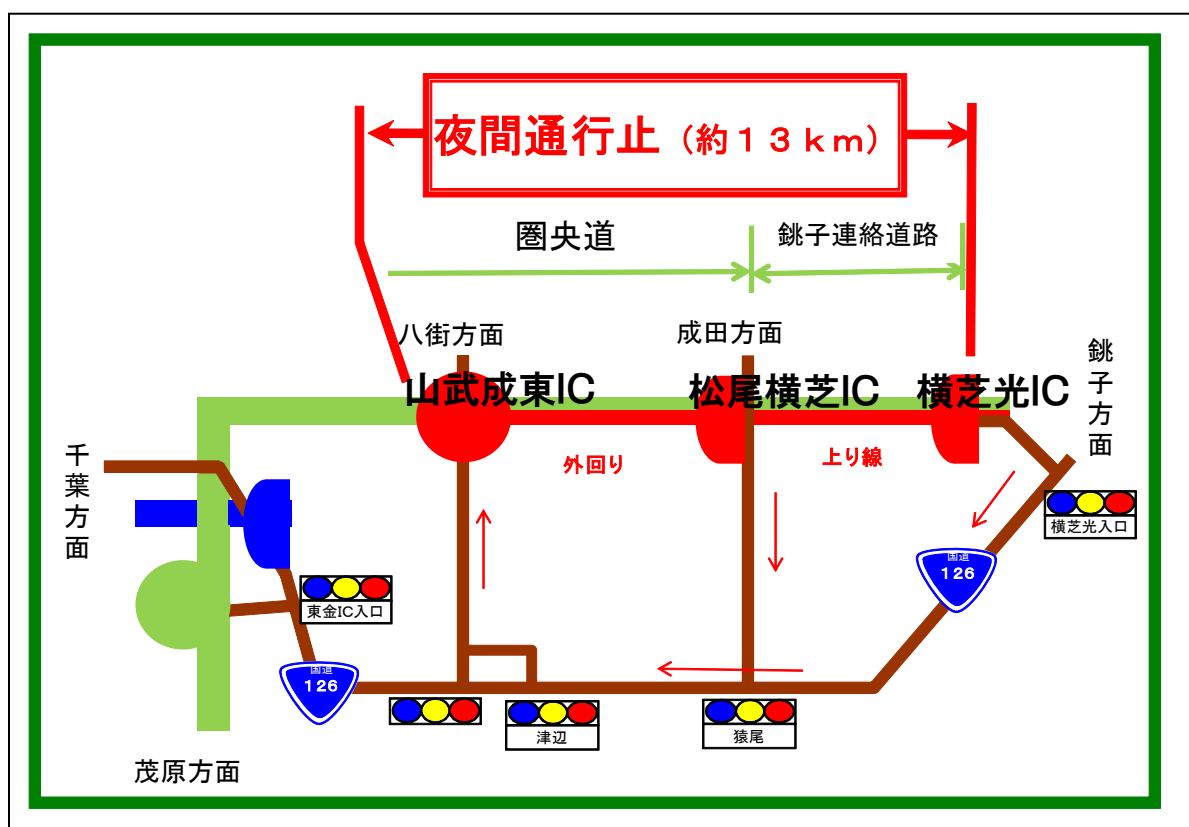 夜間通行止（約１３ｋｍ）
圏央道
銚子連絡道路
八街方面
成田方面
銚子方面
山武成東IC
松尾横芝IC
横芝光IC
千葉方面
外回り
上り線
横芝光入口
国道
126
東金IC入口
国道
126
津辺
猿尾
茂原方面